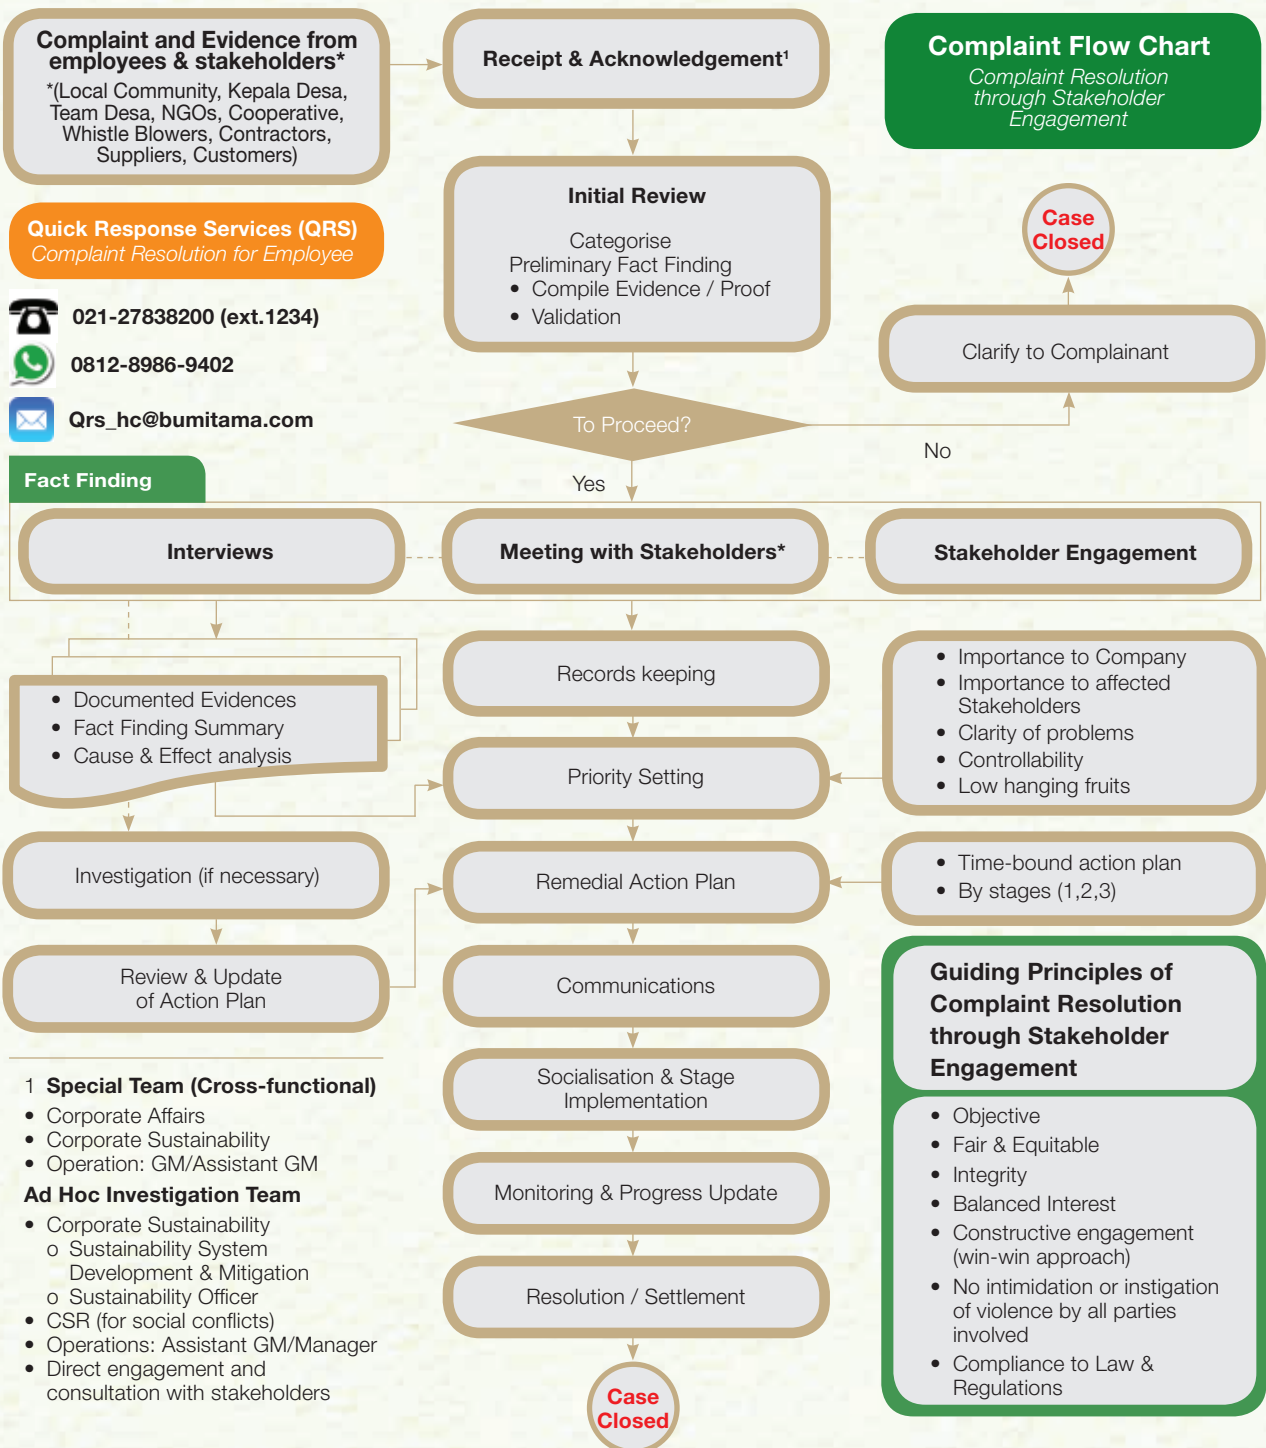 Complaint and Evidence from
employees & stakeholders*
*(Local Community, Kepala Desa,
Team Desa, NGOs, Cooperative,
Whistle Blowers, Contractors,
Suppliers, Customers)
Receipt & Acknowledgement¹
Complaint Flow Chart
Complaint Resolution
through Stakeholder
Engagement
Quick Response Services (QRS)
Complaint Resolution for Employee
021-27838200 (ext.1234)
0812-8986-9402
Qrs_hc@bumitama.com
Initial Review
Categorise
Preliminary Fact Finding
• Compile Evidence / Proof
• Validation
Case
Closed
Clarify to Complainant
To Proceed?
No
Yes
Fact Finding
Interviews
Meeting with Stakeholders*
Stakeholder Engagement
• Documented Evidences
• Fact Finding Summary
• Cause & Effect analysis
Records keeping
• Importance to Company
• Importance to affected
Stakeholders
• Clarity of problems
• Controllability
• Low hanging fruits
Priority Setting
Investigation (if necessary)
Remedial Action Plan
• Time-bound action plan
• By stages (1,2,3)
Review & Update
of Action Plan
Communications
Socialisation & Stage
Implementation
Monitoring & Progress Update
Resolution / Settlement
Case
Closed
1 Special Team (Cross-functional)
• Corporate Affairs
• Corporate Sustainability
• Operation: GM/Assistant GM
Ad Hoc Investigation Team
• Corporate Sustainability
o Sustainability System
Development & Mitigation
o Sustainability Officer
• CSR (for social conflicts)
• Operations: Assistant GM/Manager
• Direct engagement and
consultation with stakeholders
Guiding Principles of
Complaint Resolution
through Stakeholder
Engagement
• Objective
• Fair & Equitable
• Integrity
• Balanced Interest
• Constructive engagement
(win-win approach)
• No intimidation or instigation
of violence by all parties
involved
• Compliance to Law &
Regulations